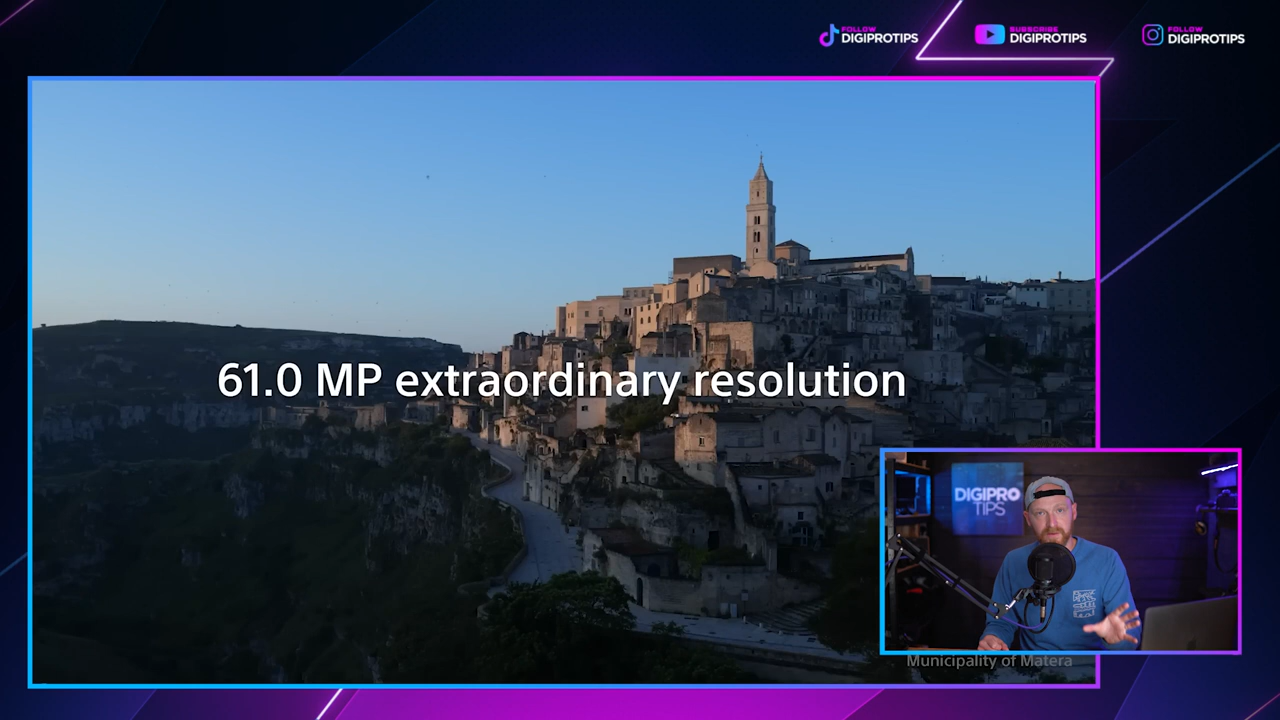 FOLLOW
DIGIPROTIPS
SUBSCRIBE
DIGIPROTIPS
FOLLOW
DIGIPROTIPS
61.0 MP extraordinary resolution
DIGIPRO
TIPS
Municipality of Matera